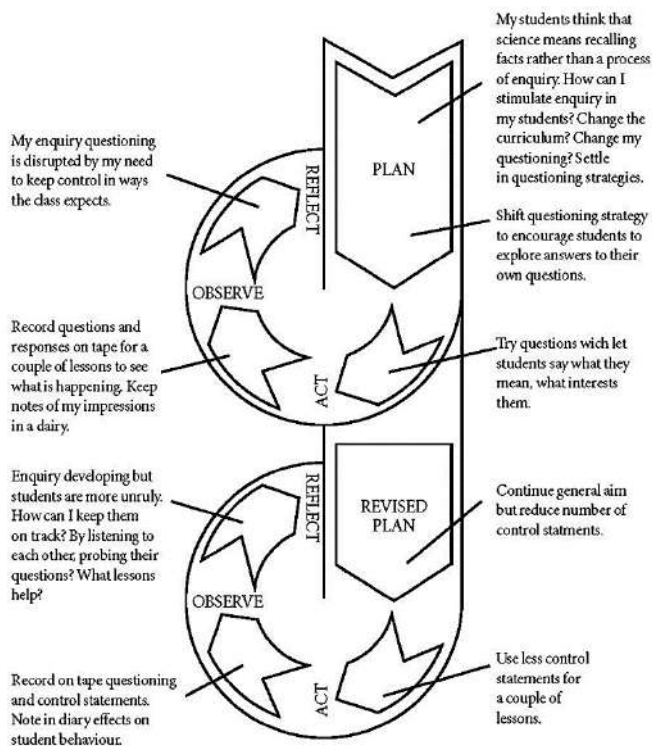 My students think that
science means recalling
facts rather than a process
of enquiry. How can I
stimulate enquiry in
my students? Change the
curriculum? Change my
questioning? Settle
in questioning strategies.
PLAN
Shift questioning strategy
to encourage students to
explore answers to their
own questions.
Try questions wich let
students say what they
mean, what interests
them.
ACT
OBSERVE
Record questions and
responses on tape for a
couple of lessons to see
what is happening. Keep
notes of my impressions
in a dairy.
REFLECT
My enquiry questioning
is disrupted by my need
to keep control in ways
the class expects.
REVISED
PLAN
Continue general aim
but reduce number of
control statments.
Use less control
statements for
a couple of
lessons.
ACT
OBSERVE
Record on tape questioning
and control statements.
Note in diary effects on
student behaviour.
REFLECT
Enquiry developing but
students are more unruly.
How can I keep them
on track? By listening to
each other, probing their
questions? What lessons
help?